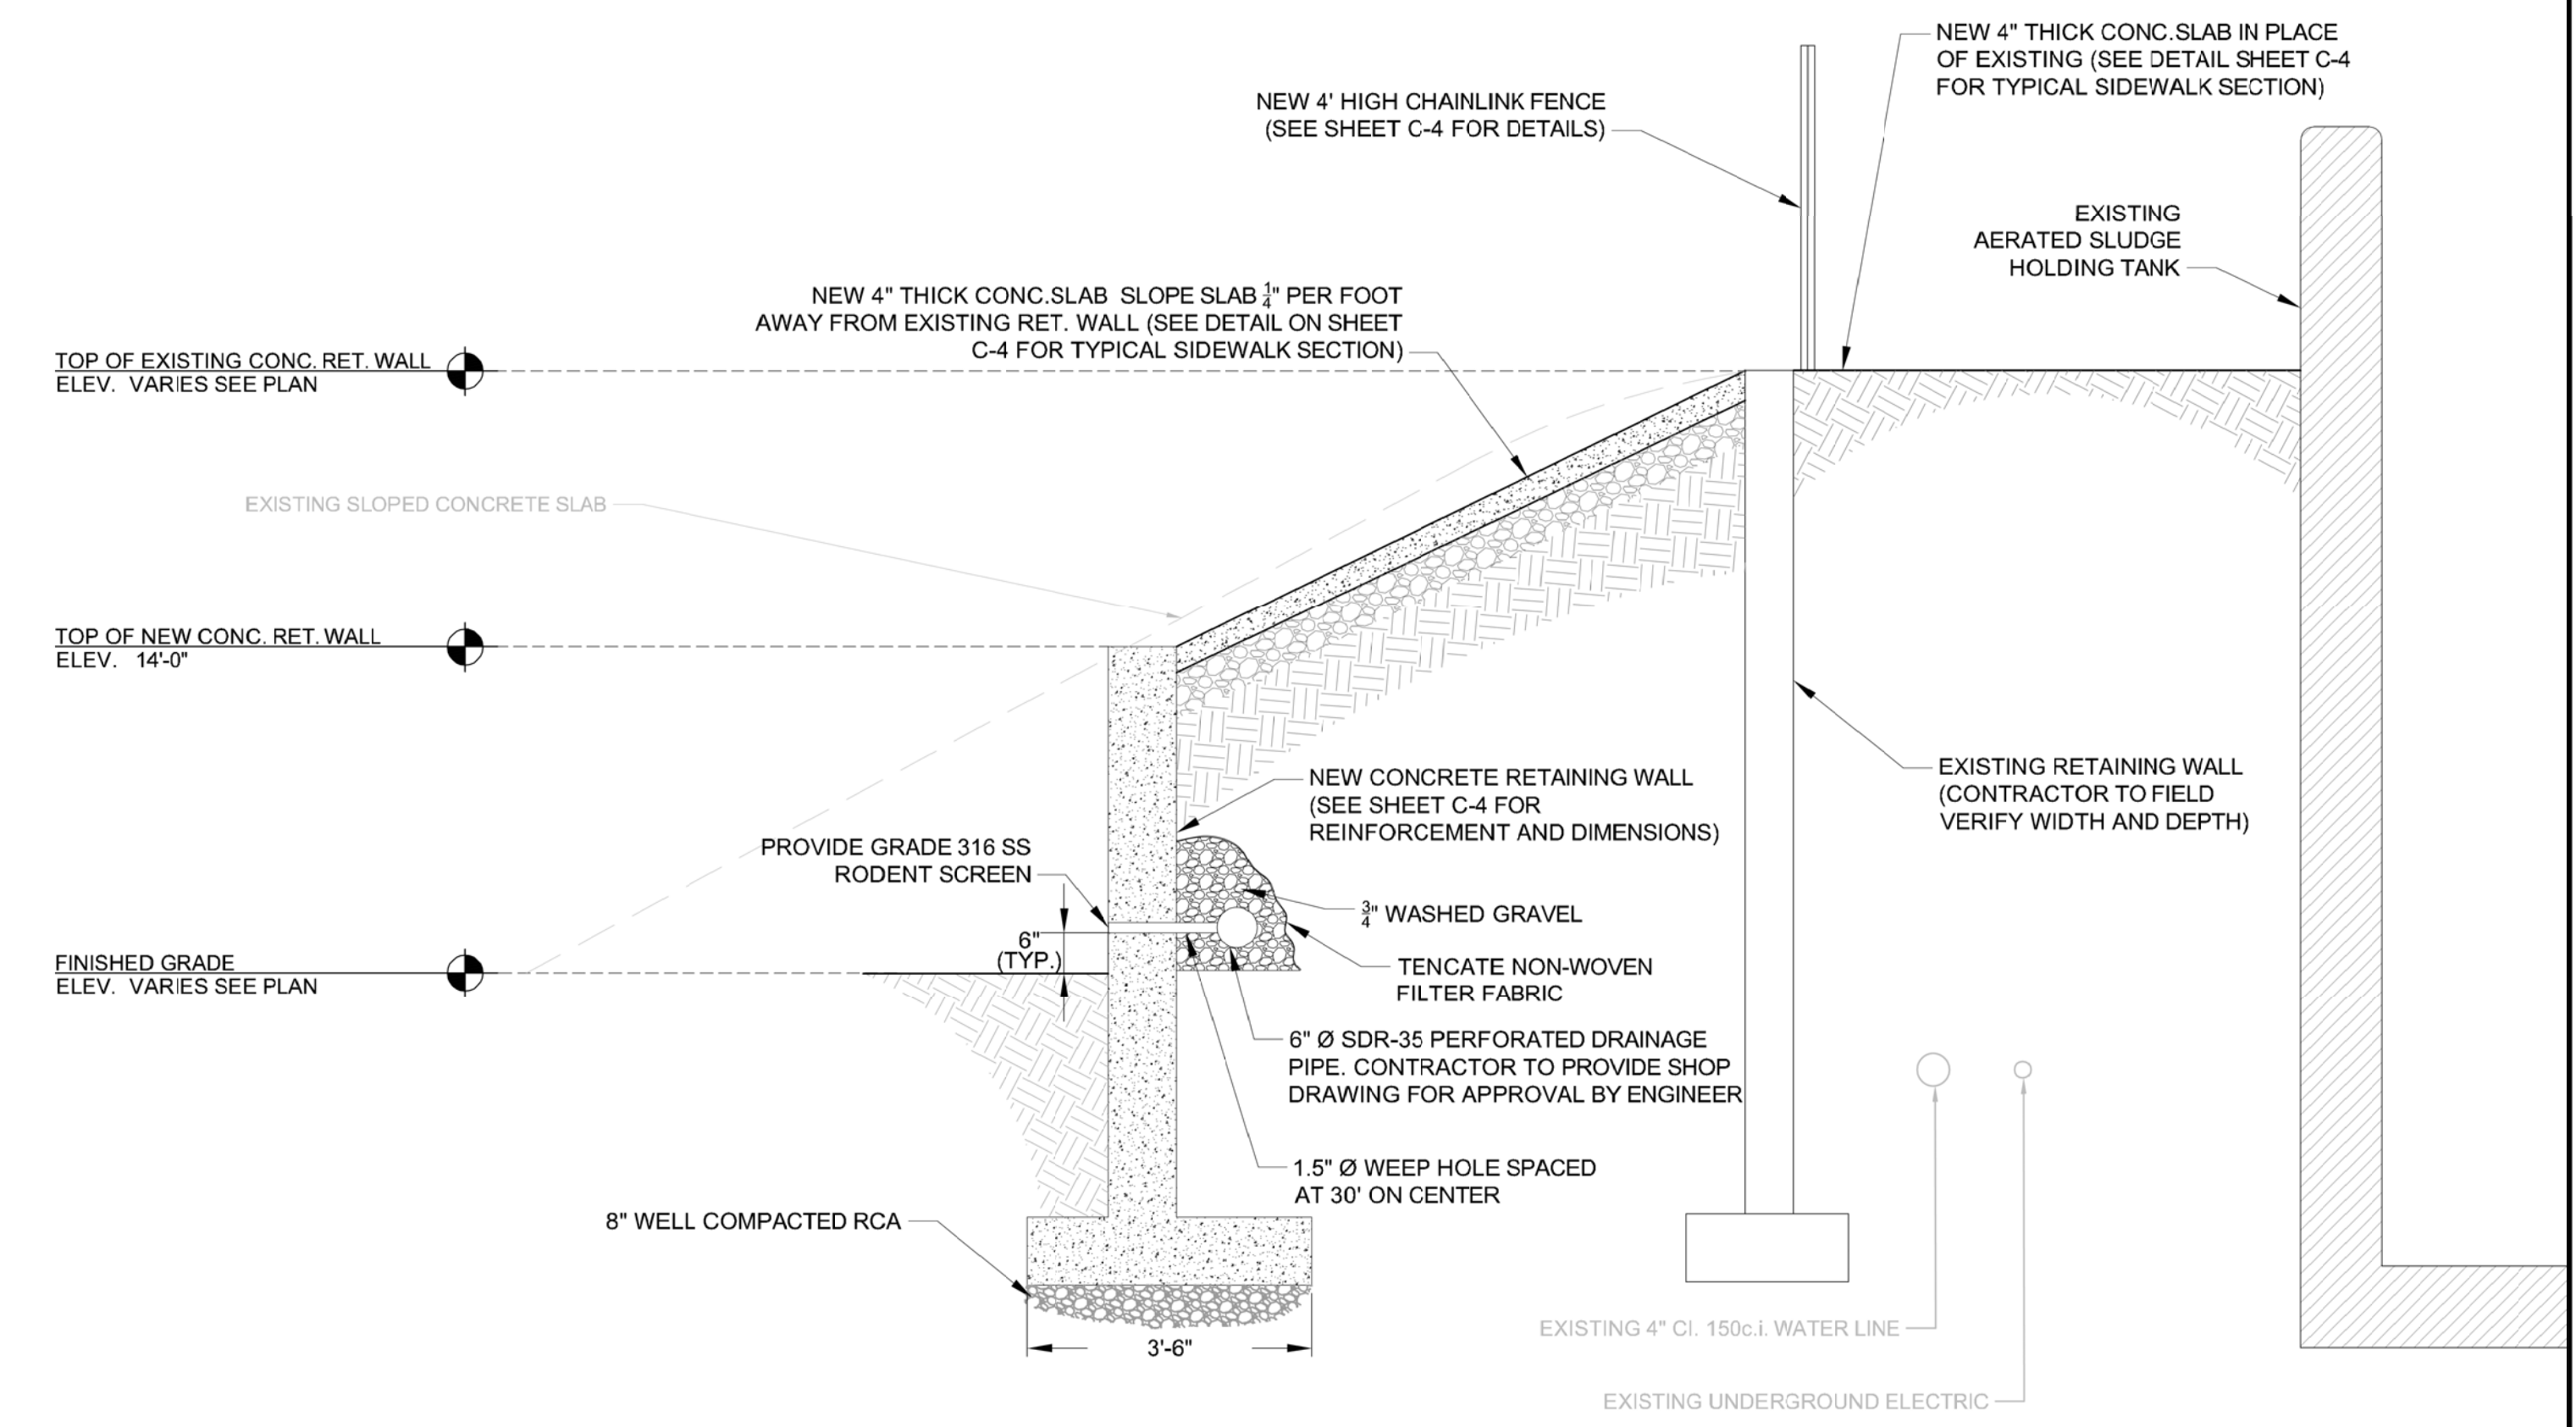 NEW 4" THICK CONC.SLAB IN PLACE
OF EXISTING (SEE DETAIL SHEET C-4
FOR TYPICAL SIDEWALK SECTION)
NEW 4' HIGH CHAINLINK FENCE
(SEE SHEET C-4 FOR DETAILS)
EXISTING
AERATED SLUDGE
HOLDING TANK
NEW 4" THICK CONC.SLAB SLOPE SLAB 1/4" PER FOOT
AWAY FROM EXISTING RET. WALL (SEE DETAIL ON SHEET
C-4 FOR TYPICAL SIDEWALK SECTION)
TOP OF EXISTING CONC. RET. WALL
ELEV. VARIES SEE PLAN
EXISTING SLOPED CONCRETE SLAB
TOP OF NEW CONC. RET. WALL
ELEV. 14'-0"
NEW CONCRETE RETAINING WALL
(SEE SHEET C-4 FOR
REINFORCEMENT AND DIMENSIONS)
EXISTING RETAINING WALL
(CONTRACTOR TO FIELD
VERIFY WIDTH AND DEPTH)
PROVIDE GRADE 316 SS
RODENT SCREEN
3/4" WASHED GRAVEL
6"
(TYP.)
FINISHED GRADE
ELEV. VARIES SEE PLAN
TENCATE NON-WOVEN
FILTER FABRIC
6" Ø SDR-35 PERFORATED DRAINAGE
PIPE. CONTRACTOR TO PROVIDE SHOP
DRAWING FOR APPROVAL BY ENGINEER
1.5" Ø WEEP HOLE SPACED
AT 30' ON CENTER
8" WELL COMPACTED RCA
3'-6"
EXISTING 4" CI. 150c.i. WATER LINE
EXISTING UNDERGROUND ELECTRIC